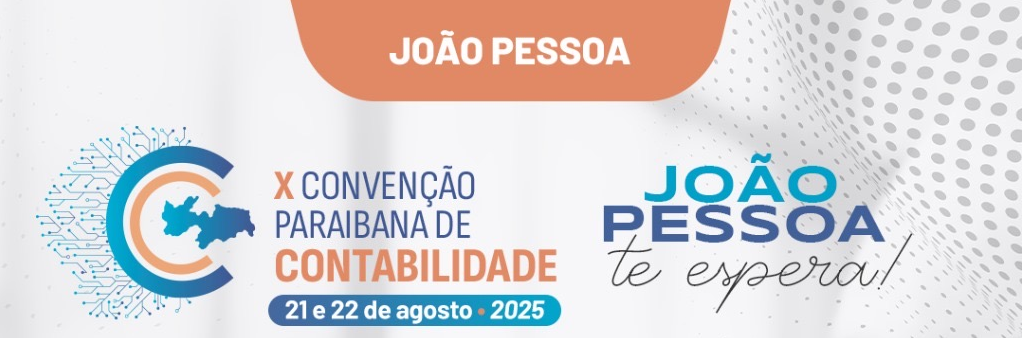 JOÃO PESSOA
X CONVENÇÃO
PARAIBANA DE
CONTABILIDADE
21 e 22 de agosto • 2025
JOÃO
PESSOA
te espera!